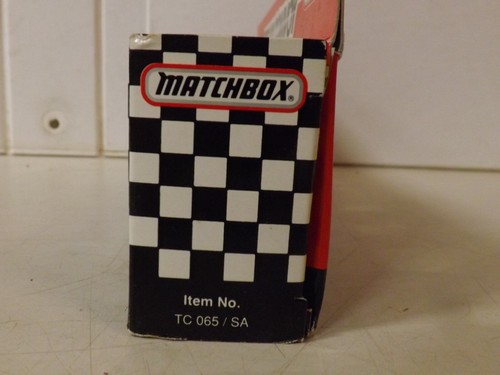 MATCHBOX
Item No.
TC 065 / SA